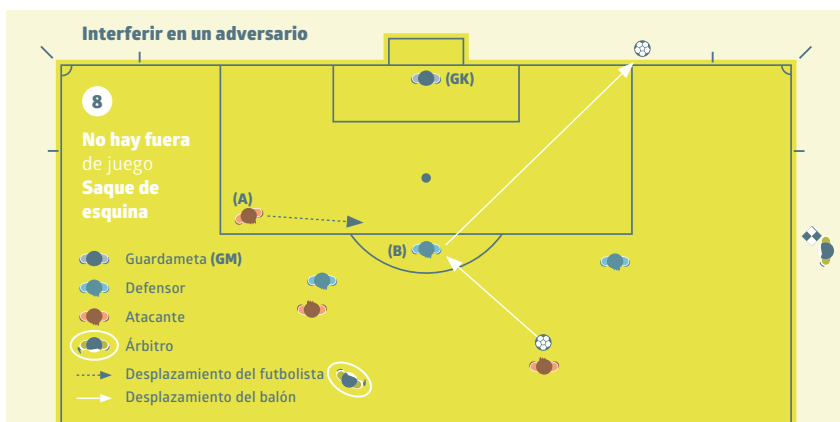 Interferir en un adversario
8
(GK)
No hay fuera
de juego
Saque de
esquina
(A)
(B)
Guardameta (GM)
Defensor
Atacante
Árbitro
Desplazamiento del futbolista
Desplazamiento del balón